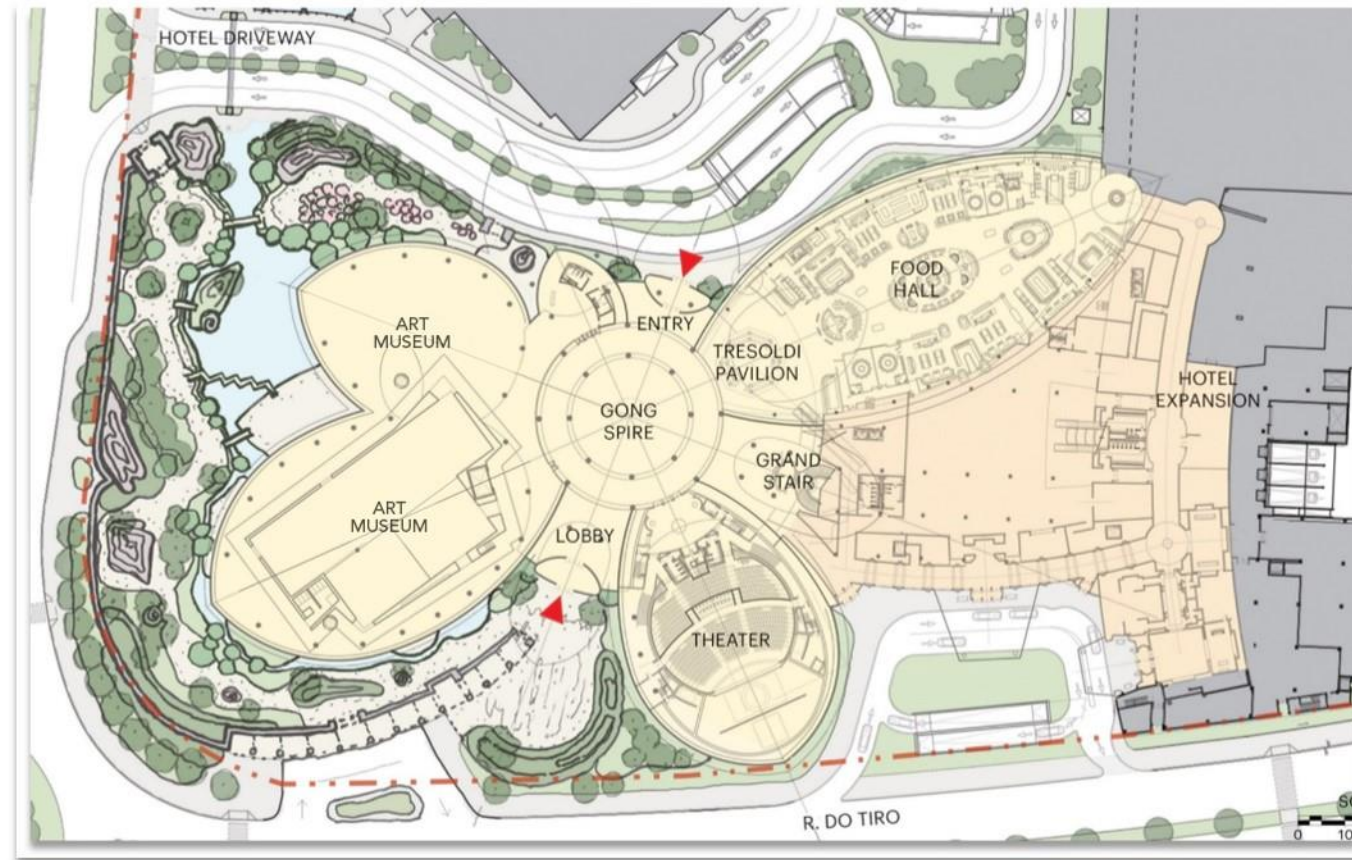 HOTEL DRIVEWAY
FOOD
HALL
ART
MUSEUM
ENTRY
TRESOLDI
PAVILION
HOTEL
EXPANSION
GONG
SPIRE
GRAND
STAIR
ART
MUSEUM
LOBBY
THEATER
R. DO TIRO
0 10